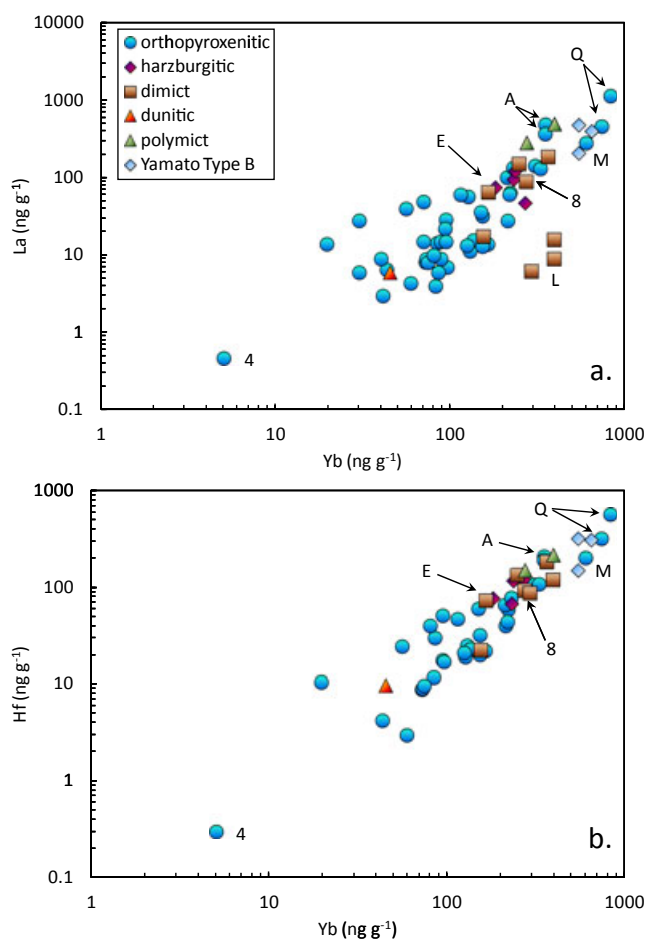 a.
10000
1000
100
10
1
0.1
La (ng g⁻¹)
orthopyroxenitic
harzburgitic
dimict
dunitic
polymict
Yamato Type B
Q
A
E
M
8
L
4
1 10 100 1000
Yb (ng g⁻¹)
1000
100
10
1
0.1
Hf (ng g⁻¹)
Q
A
M
E
8
4
b.
1 10 100 1000
Yb (ng g⁻¹)